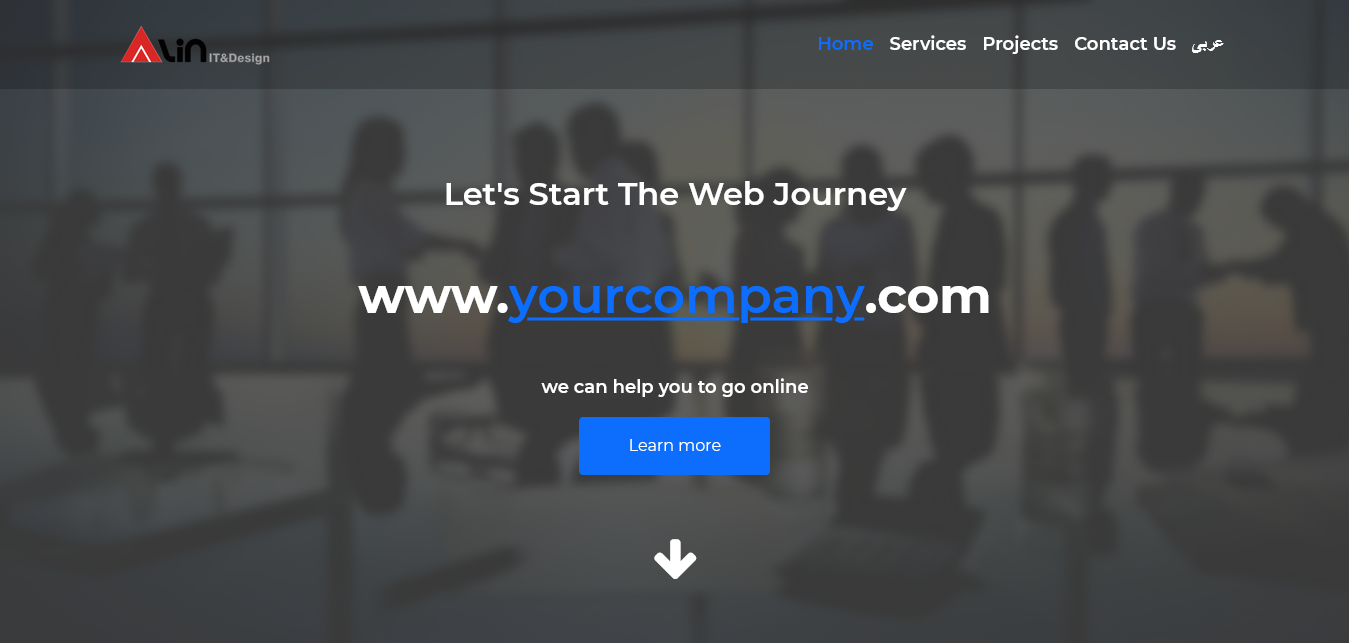 Alin IT&Design
Home Services Projects Contact Us عربي
Let's Start The Web Journey
www.yourcompany.com
we can help you to go online
Learn more